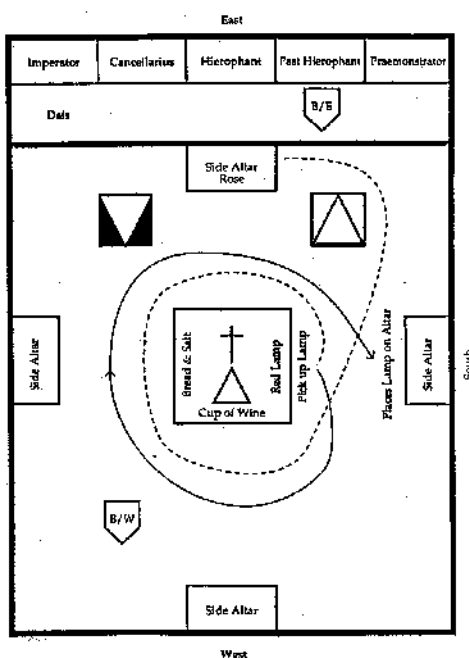 East
Imperator
Cancellarius
Hierophant
Past Hierophant
Praemonstrator
Dais
B/E
Side Altar
Rose
Side Altar
Bread & Salt
Cup of Wine
Red Lamp
Pick up Lamp
Places Lamp on Altar
Side Altar
South
B/W
Side Altar
West